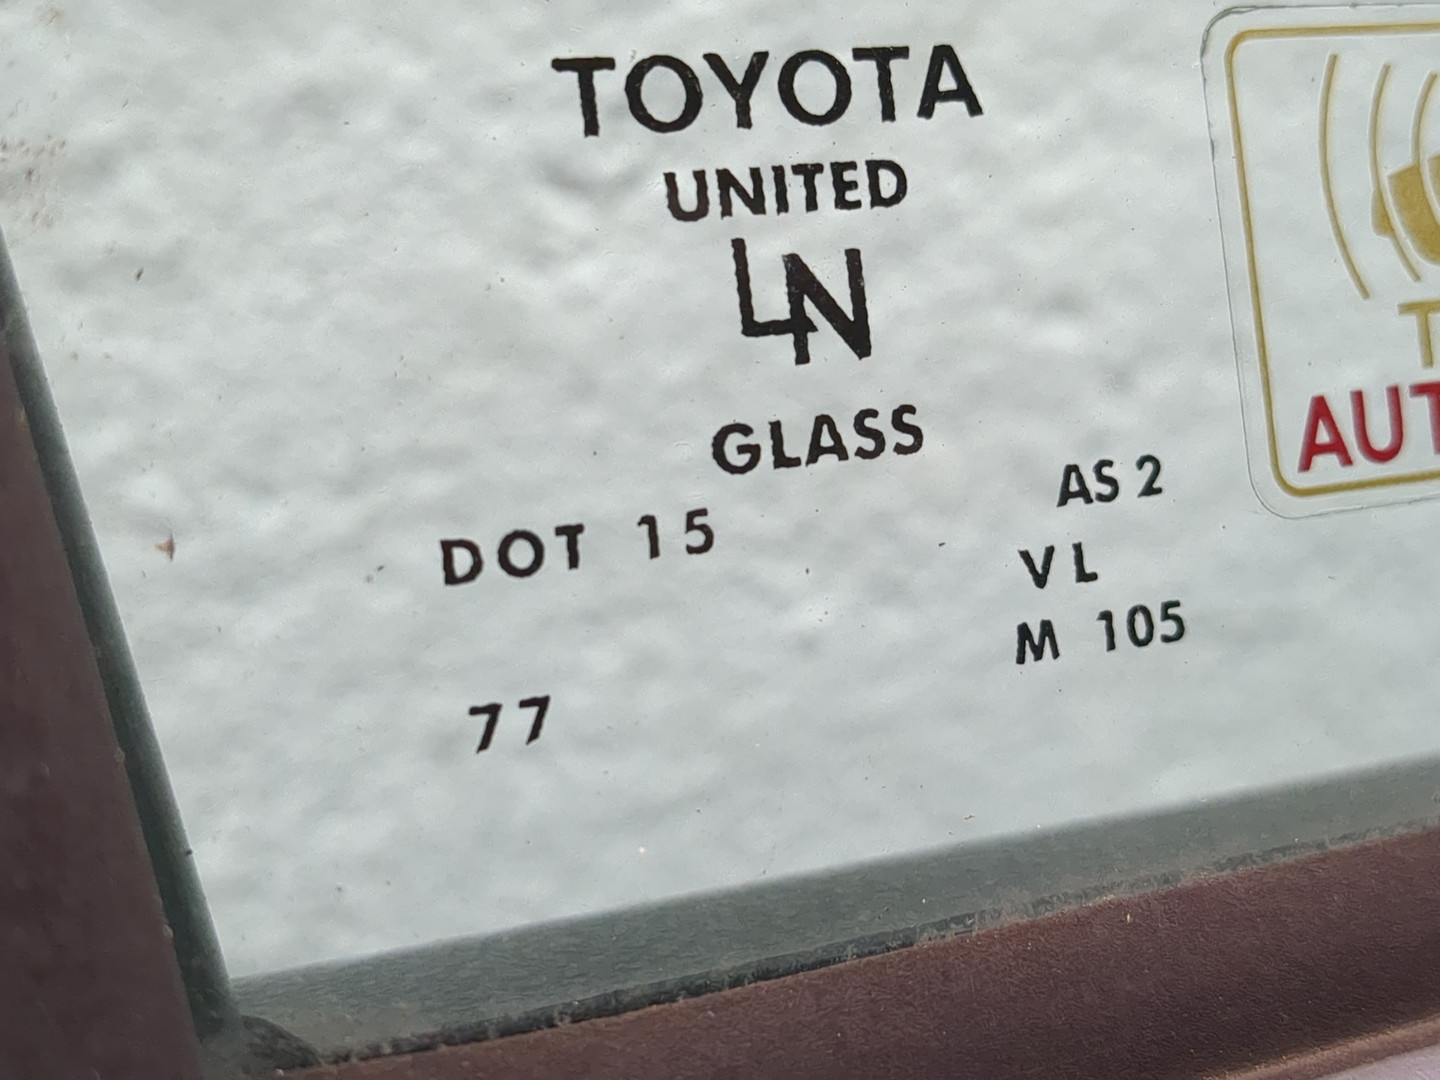 TOYOTA
UNITED
LN
GLASS
DOT 15
AS 2
VL
M 105
77
AUT